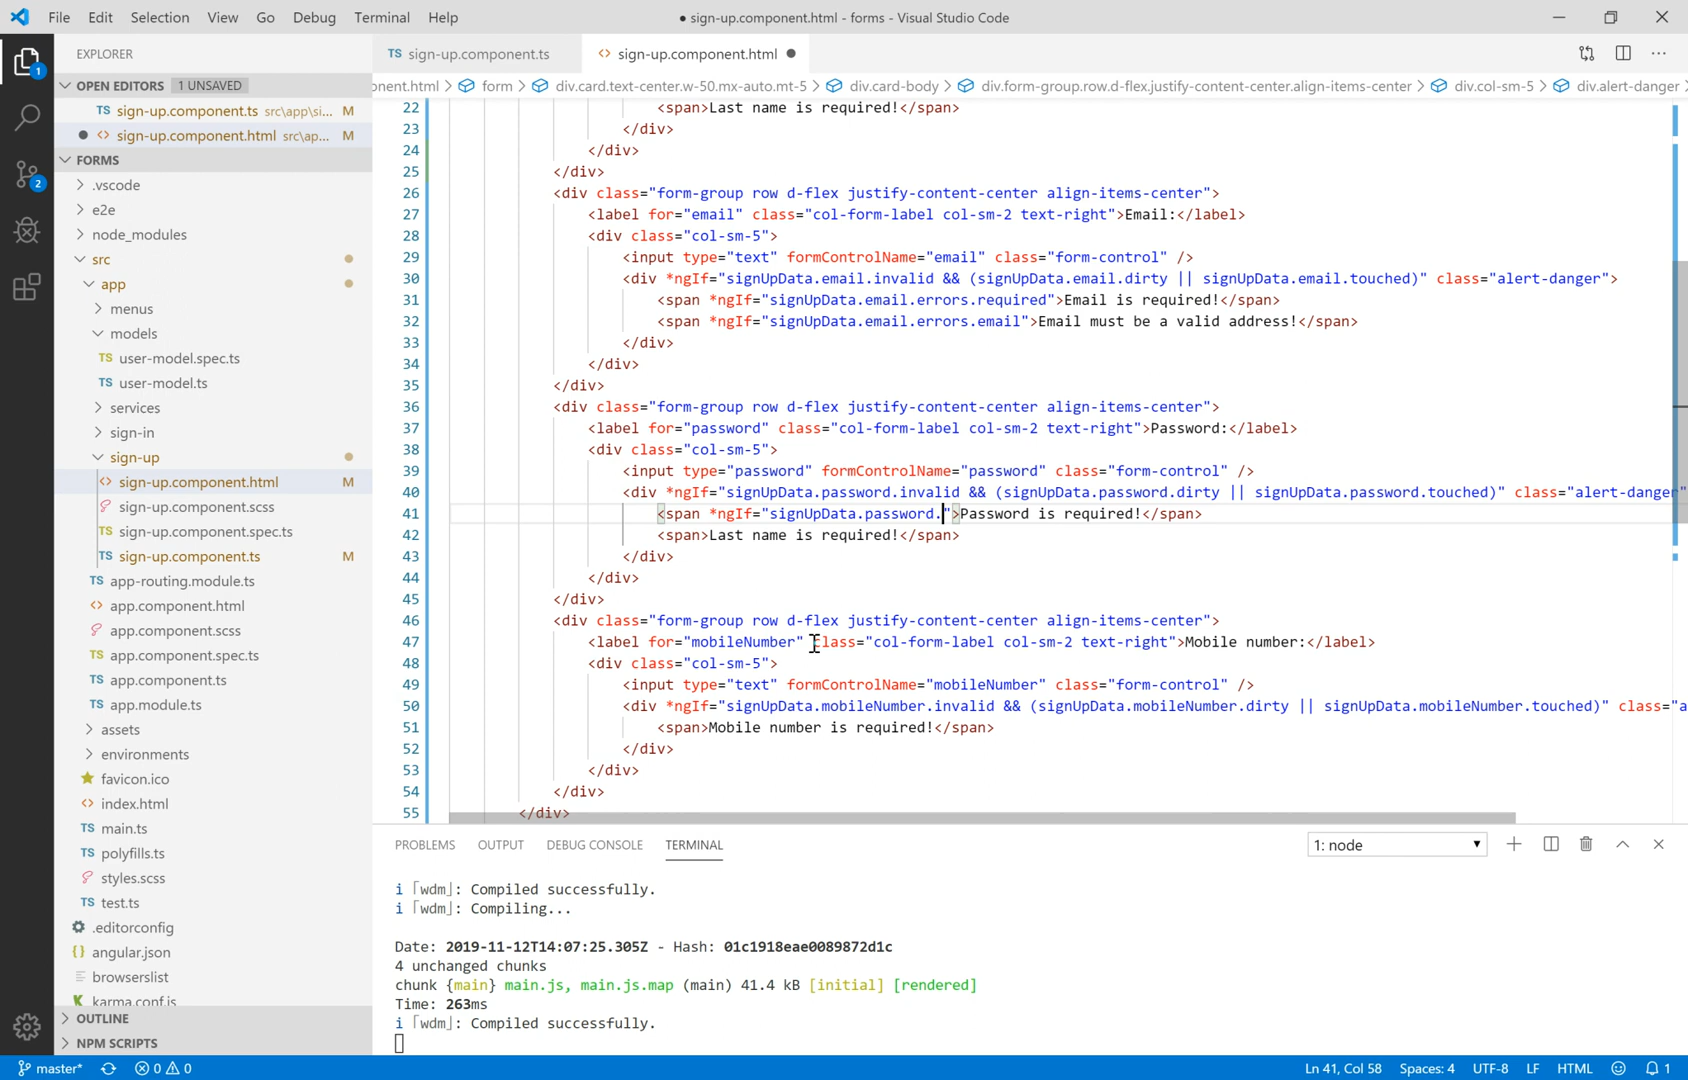 File Edit Selection View Go Debug Terminal Help
● sign-up.component.html - forms - Visual Studio Code
EXPLORER
OPEN EDITORS 1 UNSAVED
TS sign-up.component.ts src\app\si... M
● <> sign-up.component.html src\ap... M
FORMS
.vscode
e2e
node_modules
src
app
menus
models
TS user-model.spec.ts
TS user-model.ts
services
sign-in
sign-up
<> sign-up.component.html M
sign-up.component.scss
TS sign-up.component.spec.ts
TS sign-up.component.ts M
TS app-routing.module.ts
<> app.component.html
app.component.scss
TS app.component.spec.ts
TS app.component.ts
TS app.module.ts
assets
environments
favicon.ico
<> index.html
TS main.ts
TS polyfills.ts
styles.scss
TS test.ts
.editorconfig
{} angular.json
browserslist
karma.conf.js
OUTLINE
NPM SCRIPTS
1
2
TS sign-up.component.ts
<> sign-up.component.html ●
onent.html > form > div.card.text-center.w-50.mx-auto.mt-5 > div.card-body > div.form-group.row.d-flex.justify-content-center.align-items-center > div.col-sm-5 > div.alert-danger >
22 <span>Last name is required!</span>
23 </div>
24 </div>
25 </div>
26 <div class="form-group row d-flex justify-content-center align-items-center">
27 <label for="email" class="col-form-label col-sm-2 text-right">Email:</label>
28 <div class="col-sm-5">
29 <input type="text" formControlName="email" class="form-control" />
30 <div *ngIf="signUpData.email.invalid && (signUpData.email.dirty || signUpData.email.touched)" class="alert-danger">
31 <span *ngIf="signUpData.email.errors.required">Email is required!</span>
32 <span *ngIf="signUpData.email.errors.email">Email must be a valid address!</span>
33 </div>
34 </div>
35 </div>
36 <div class="form-group row d-flex justify-content-center align-items-center">
37 <label for="password" class="col-form-label col-sm-2 text-right">Password:</label>
38 <div class="col-sm-5">
39 <input type="password" formControlName="password" class="form-control" />
40 <div *ngIf="signUpData.password.invalid && (signUpData.password.dirty || signUpData.password.touched)" class="alert-danger"
41 <span *ngIf="signUpData.password.">Password is required!</span>
42 <span>Last name is required!</span>
43 </div>
44 </div>
45 </div>
46 <div class="form-group row d-flex justify-content-center align-items-center">
47 <label for="mobileNumber" class="col-form-label col-sm-2 text-right">Mobile number:</label>
48 <div class="col-sm-5">
49 <input type="text" formControlName="mobileNumber" class="form-control" />
50 <div *ngIf="signUpData.mobileNumber.invalid && (signUpData.mobileNumber.dirty || signUpData.mobileNumber.touched)" class="a
51 <span>Mobile number is required!</span>
52 </div>
53 </div>
54 </div>
55 </div>
PROBLEMS OUTPUT DEBUG CONSOLE TERMINAL
1: node
i ｢wdm｣: Compiled successfully.
i ｢wdm｣: Compiling...
Date: 2019-11-12T14:07:25.305Z - Hash: 01c1918eae0089872d1c
4 unchanged chunks
chunk {main} main.js, main.js.map (main) 41.4 kB [initial] [rendered]
Time: 263ms
i ｢wdm｣: Compiled successfully.
master* 0 0
Ln 41, Col 58 Spaces: 4 UTF-8 LF HTML 1